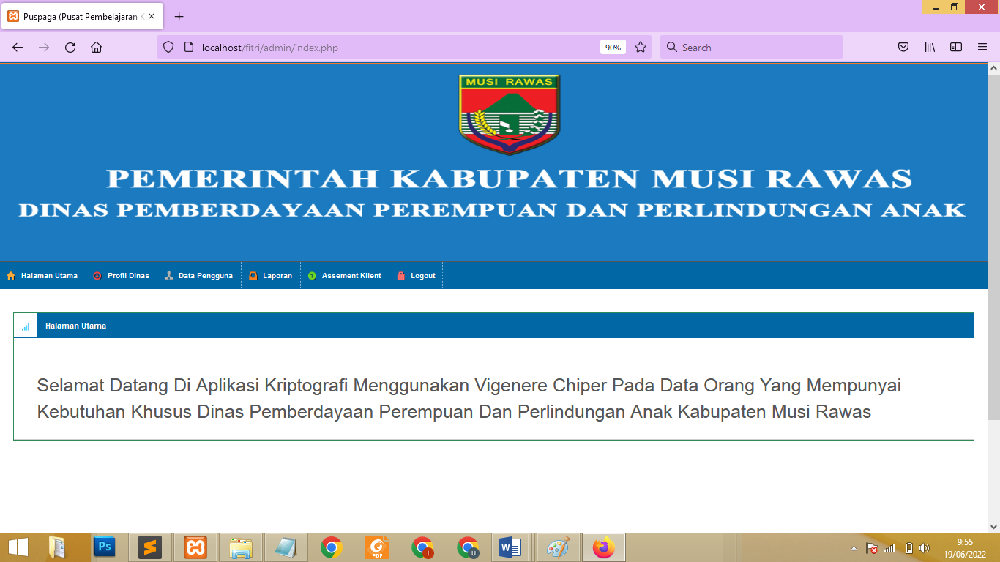 Puspaga (Pusat Pembelajaran K
localhost/fitri/admin/index.php
90%
Search
MUSI RAWAS
PEMERINTAH KABUPATEN MUSI RAWAS
DINAS PEMBERDAYAAN PEREMPUAN DAN PERLINDUNGAN ANAK
Halaman Utama
Profil Dinas
Data Pengguna
Laporan
Assement Klient
Logout
Halaman Utama
Selamat Datang Di Aplikasi Kriptografi Menggunakan Vigenere Chiper Pada Data Orang Yang Mempunyai
Kebutuhan Khusus Dinas Pemberdayaan Perempuan Dan Perlindungan Anak Kabupaten Musi Rawas
Ps
PDF
I
U
W
9:55
19/06/2022